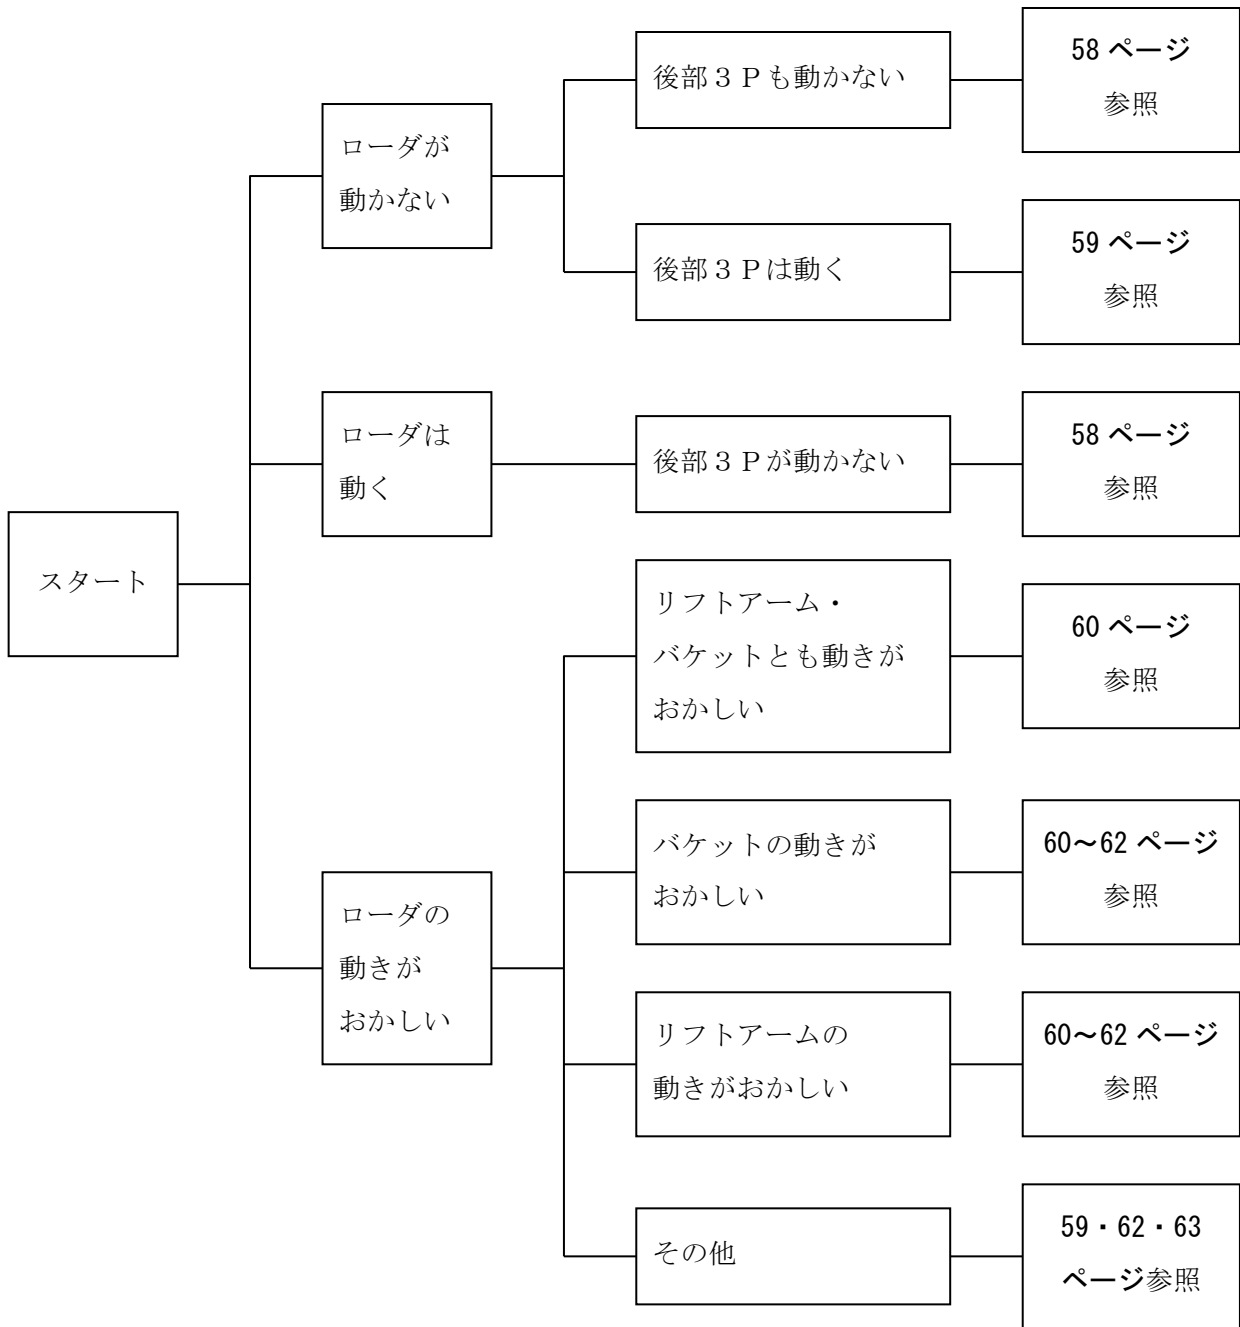 スタート
ローダが
動かない
後部３Ｐも動かない
58 ページ
参照
後部３Ｐは動く
59 ページ
参照
ローダは
動く
後部３Ｐが動かない
58 ページ
参照
ローダの
動きが
おかしい
リフトアーム・
バケットとも動きが
おかしい
60 ページ
参照
バケットの動きが
おかしい
60～62 ページ
参照
リフトアームの
動きがおかしい
60～62 ページ
参照
その他
59・62・63
ページ参照